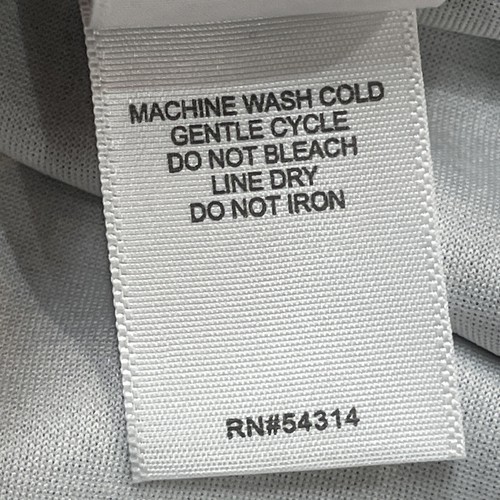 MACHINE WASH COLD
GENTLE CYCLE
DO NOT BLEACH
LINE DRY
DO NOT IRON
RN#54314